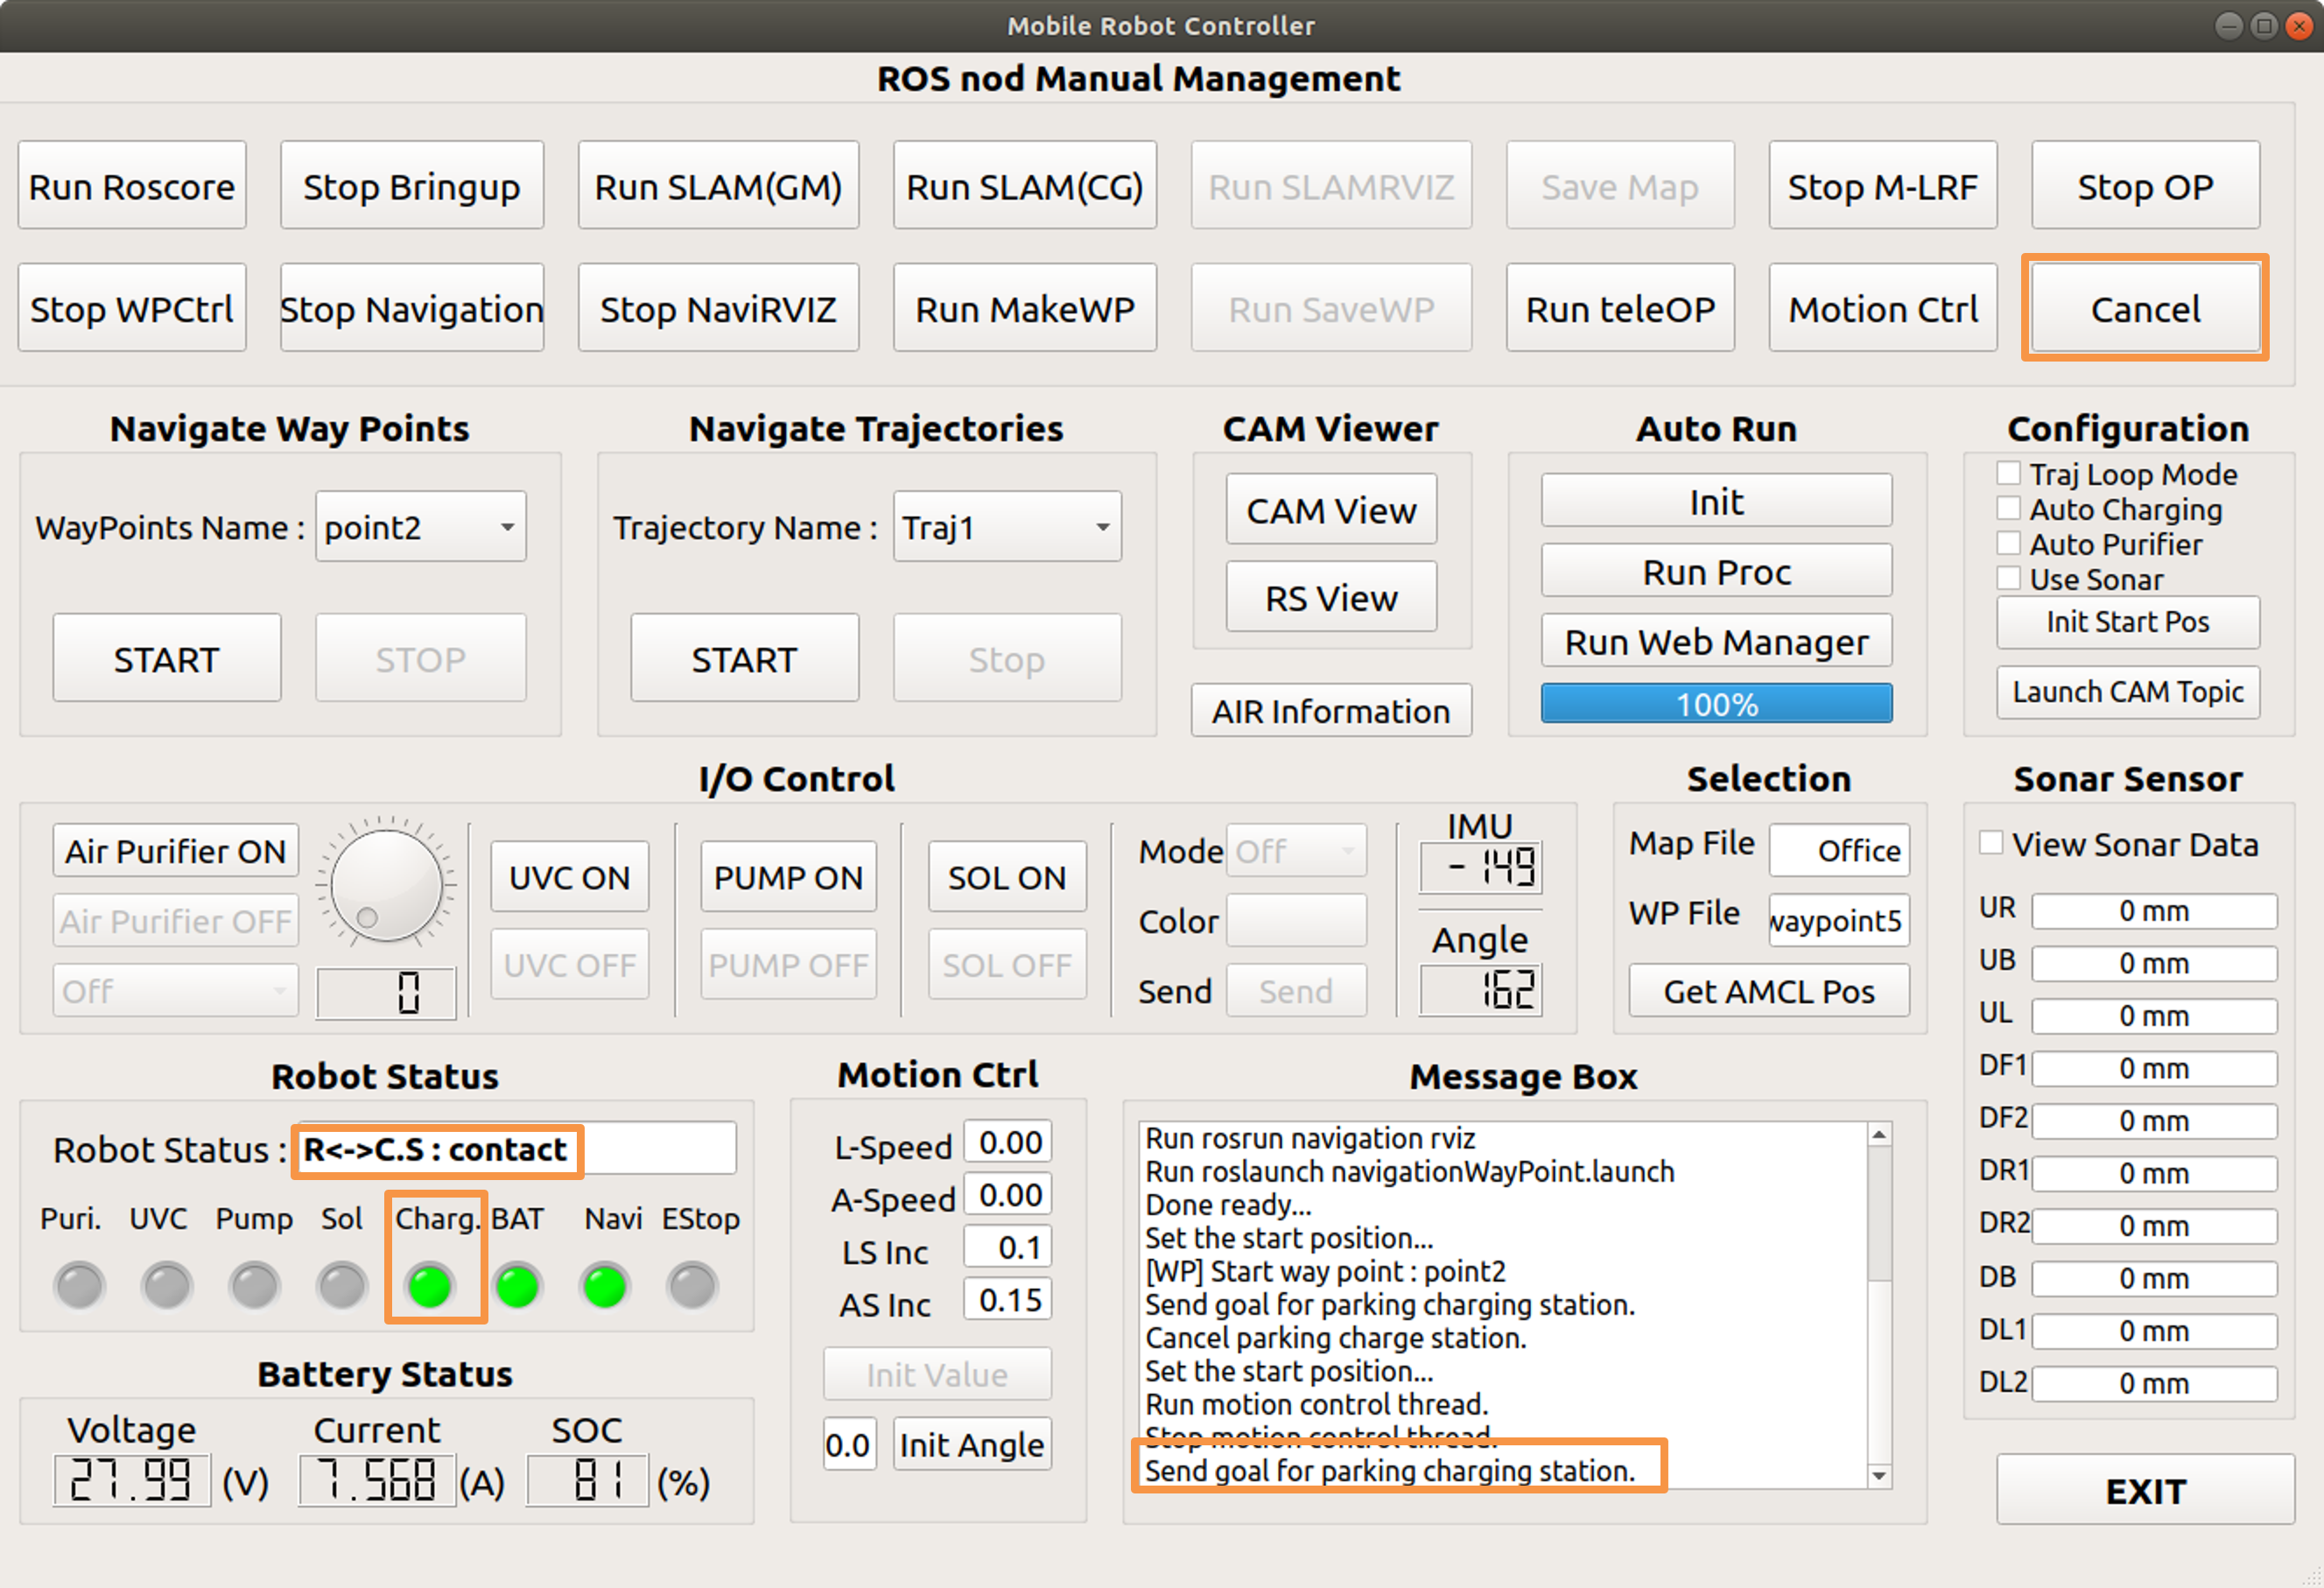 Mobile Robot Controller
ROS nod Manual Management
Run Roscore Stop Bringup Run SLAM(GM) Run SLAM(CG) Run SLAMRVIZ Save Map Stop M-LRF Stop OP
Stop WPCtrl Stop Navigation Stop NaviRVIZ Run MakeWP Run SaveWP Run teleOP Motion Ctrl Cancel
Navigate Way Points
WayPoints Name : point2
START STOP
Navigate Trajectories
Trajectory Name : Traj1
START Stop
CAM Viewer
CAM View
RS View
AIR Information
Auto Run
Init
Run Proc
Run Web Manager
100%
Configuration
Traj Loop Mode
Auto Charging
Auto Purifier
Use Sonar
Init Start Pos
Launch CAM Topic
I/O Control
Air Purifier ON
Air Purifier OFF
Off
0
UVC ON
UVC OFF
PUMP ON
PUMP OFF
SOL ON
SOL OFF
Mode Off
Color
Send Send
IMU
-149
Angle
162
Selection
Map File Office
WP File waypoint5
Get AMCL Pos
Sonar Sensor
View Sonar Data
UR 0 mm
UB 0 mm
UL 0 mm
DF1 0 mm
DF2 0 mm
DR1 0 mm
DR2 0 mm
DB 0 mm
DL1 0 mm
DL2 0 mm
Robot Status
Robot Status : R<->C.S : contact
Puri. UVC Pump Sol Charg. BAT Navi EStop
Battery Status
Voltage Current SOC
27.99 (V) 7.568 (A) 81 (%)
Motion Ctrl
L-Speed 0.00
A-Speed 0.00
LS Inc 0.1
AS Inc 0.15
Init Value
0.0 Init Angle
Message Box
Run rosrun navigation rviz
Run roslaunch navigationWayPoint.launch
Done ready...
Set the start position...
[WP] Start way point : point2
Send goal for parking charging station.
Cancel parking charge station.
Set the start position...
Run motion control thread.
Stop motion control thread.
Send goal for parking charging station.
EXIT